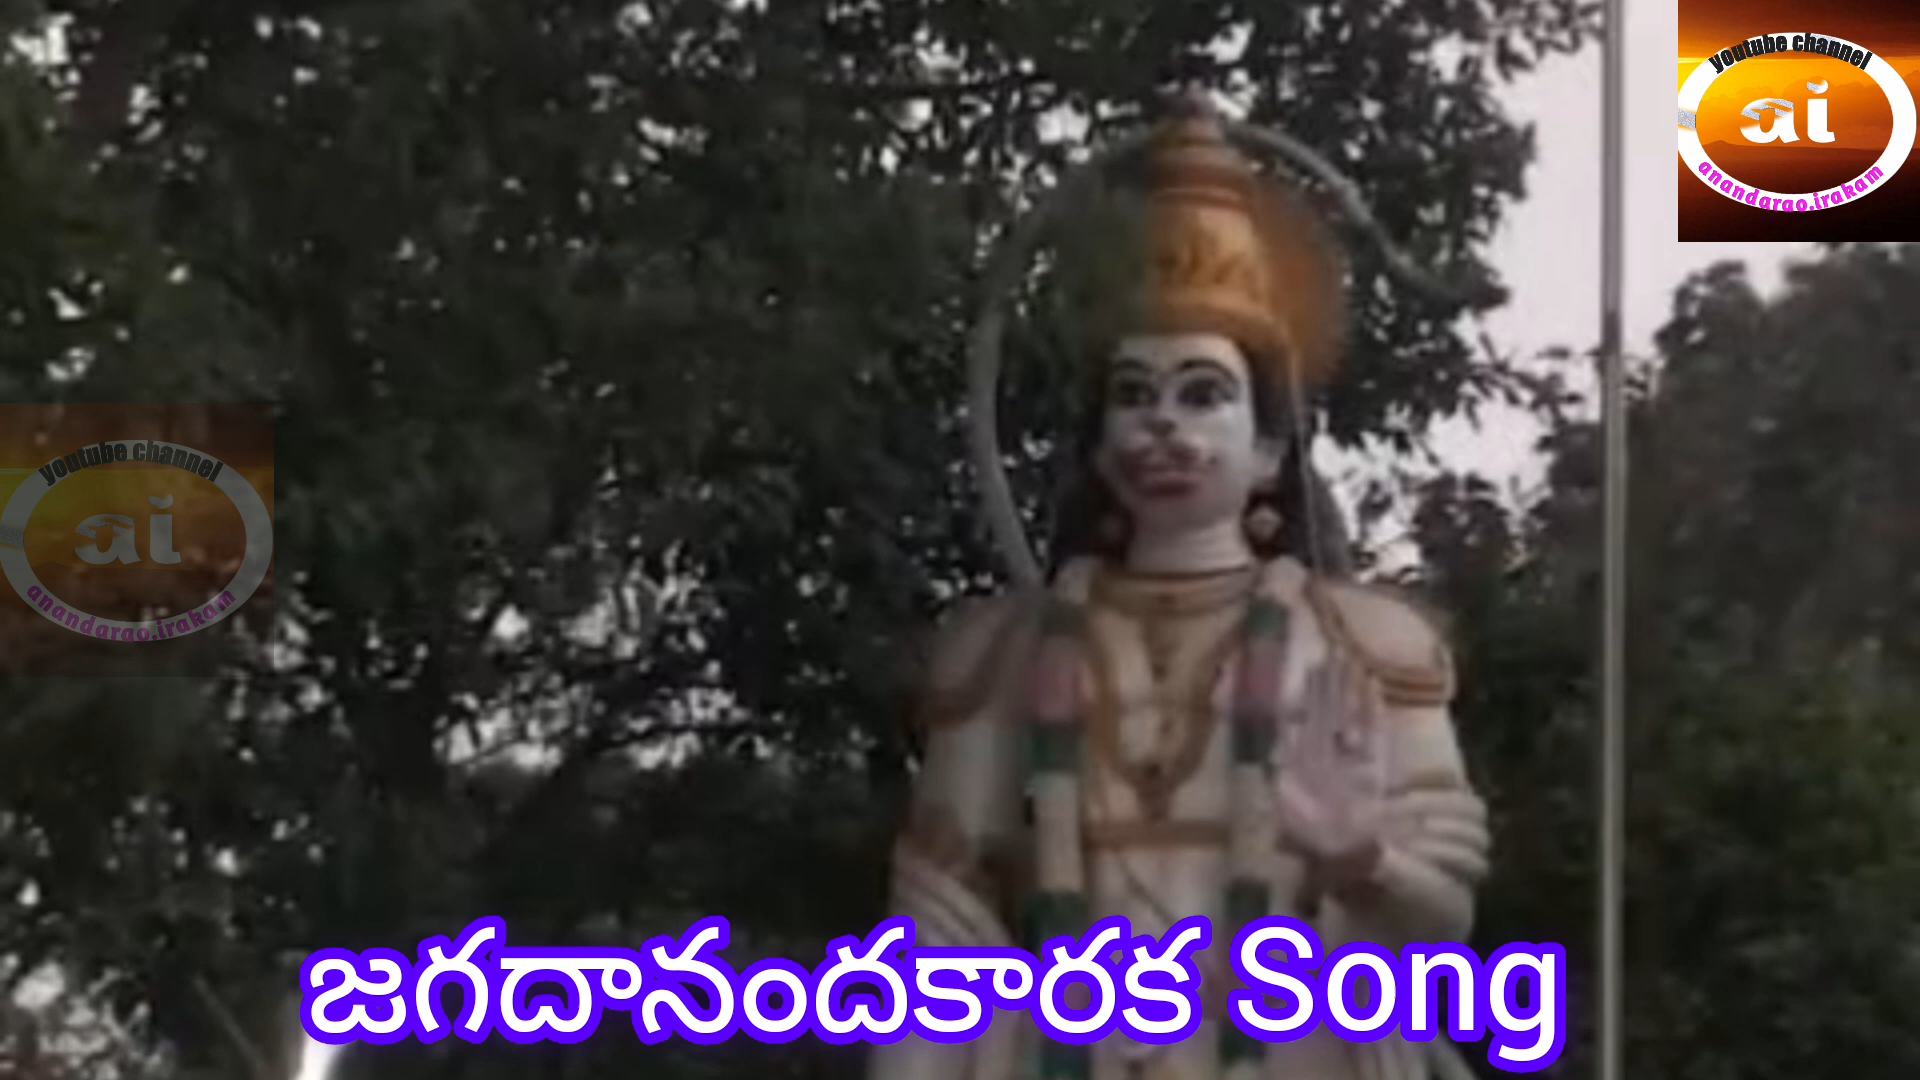 youtube channel
ai
anandarao.irakam
youtube channel
ai
anandarao.irakam
జగదానందకారక Song